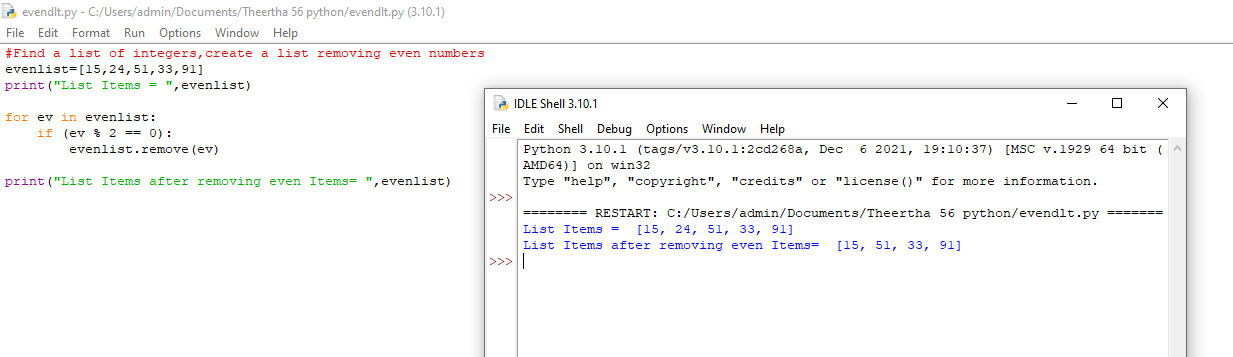 evendlt.py - C:/Users/admin/Documents/Theertha 56 python/evendlt.py (3.10.1)
File Edit Format Run Options Window Help
#Find a list of integers,create a list removing even numbers
evenlist=[15,24,51,33,91]
print("List Items = ",evenlist)
for ev in evenlist:
    if (ev % 2 == 0):
        evenlist.remove(ev)
print("List Items after removing even Items= ",evenlist)
IDLE Shell 3.10.1
File Edit Shell Debug Options Window Help
Python 3.10.1 (tags/v3.10.1:2cd268a, Dec  6 2021, 19:10:37) [MSC v.1929 64 bit (
AMD64)] on win32
Type "help", "copyright", "credits" or "license()" for more information.
>>>
======== RESTART: C:/Users/admin/Documents/Theertha 56 python/evendlt.py =======
List Items =  [15, 24, 51, 33, 91]
List Items after removing even Items=  [15, 51, 33, 91]
>>>